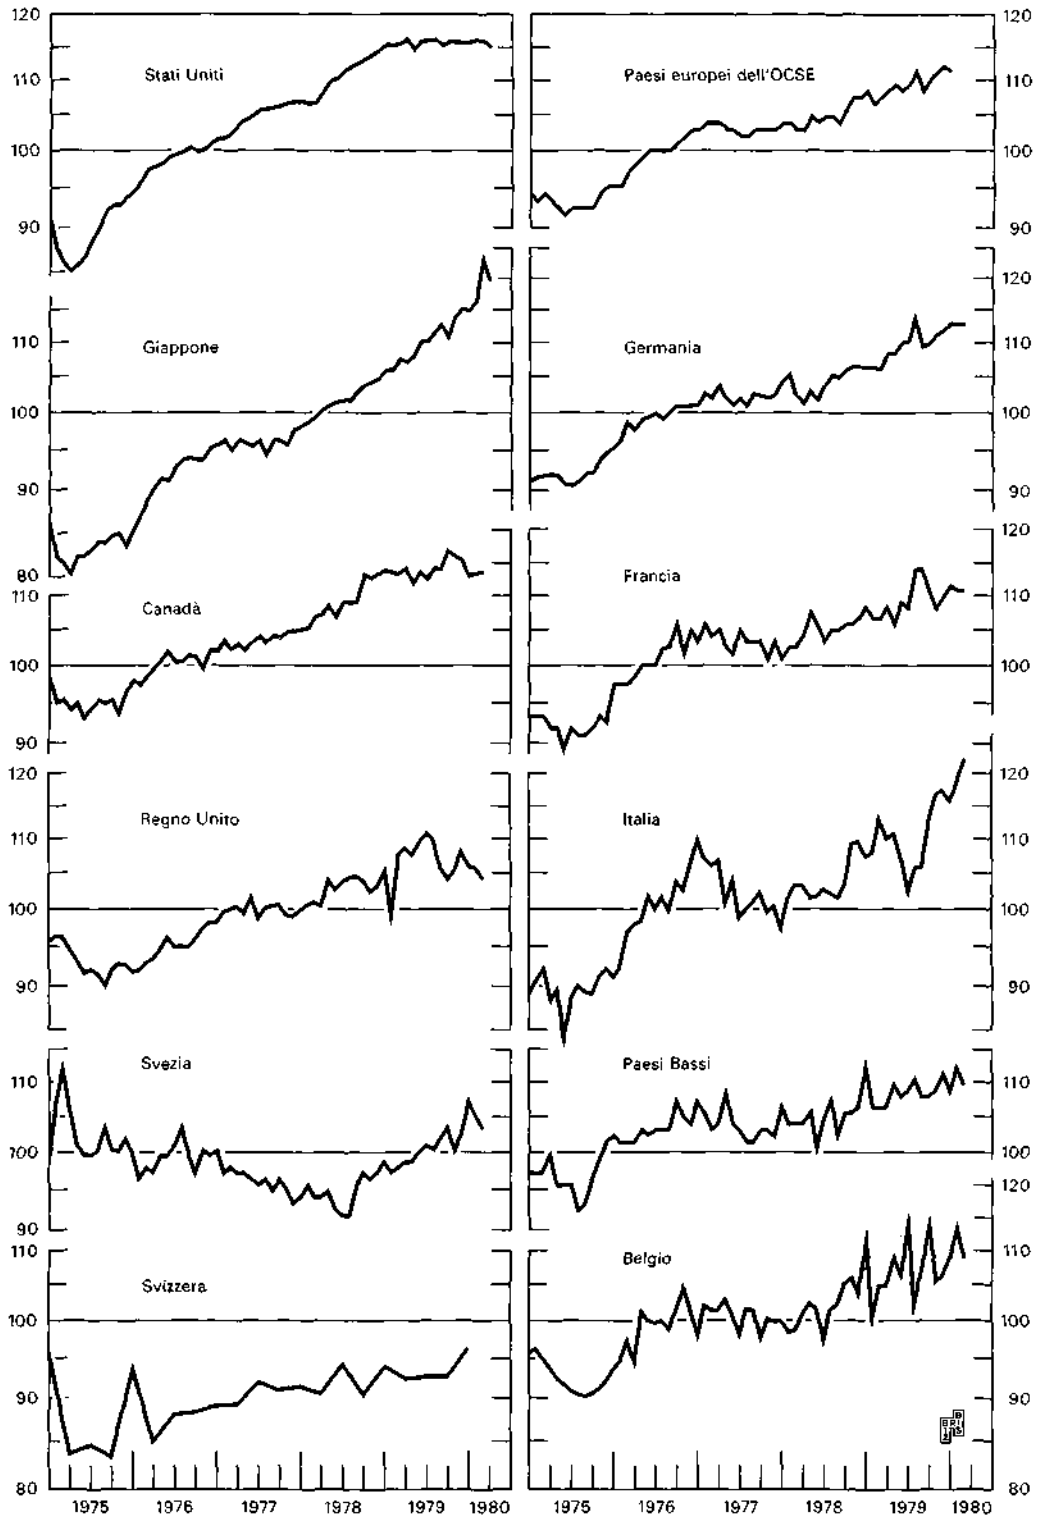 120 120
110 Stati Uniti Paesi europei dell'OCSE 110
100 100
90 90
120
110 Giappone Germania 110
100 100
90 90
80 120
Francia
110 Canadà 110
100 100
90 90
120 120
110 Regno Unito Italia 110
100 100
90 90
Svezia Paesi Bassi
110 110
100 100
120
90
110 Belgio 110
Svizzera
100 100
90 90
80 80
1975 1976 1977 1978 1979 1980 1975 1976 1977 1978 1979 1980